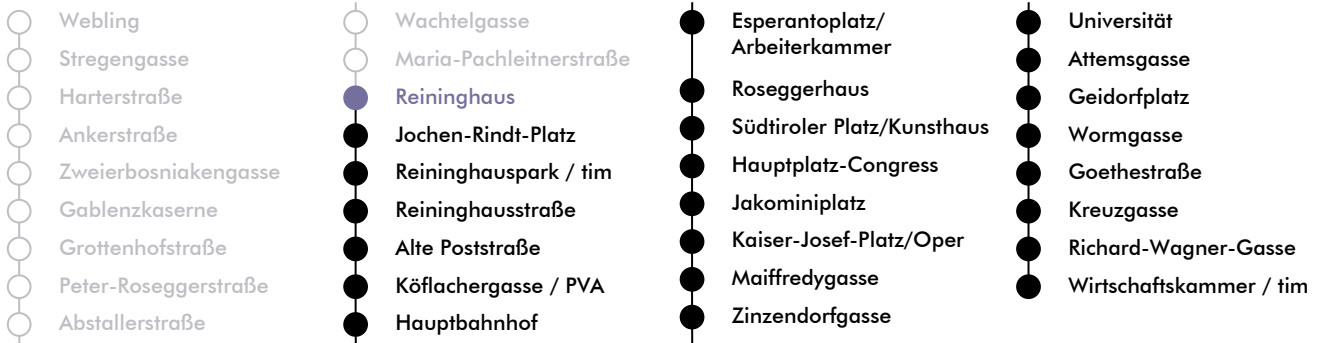 Webling
Stregengasse
Harterstraße
Ankerstraße
Zweierbosniakengasse
Gablenzkaserne
Grottenhofstraße
Peter-Roseggerstraße
Abstallerstraße
Wachtelgasse
Maria-Pachleitnerstraße
Reininghaus
Jochen-Rindt-Platz
Reininghauspark / tim
Reininghausstraße
Alte Poststraße
Köflachergasse / PVA
Hauptbahnhof
Esperantoplatz/
Arbeiterkammer
Roseggerhaus
Südtiroler Platz/Kunsthaus
Hauptplatz-Congress
Jakominiplatz
Kaiser-Josef-Platz/Oper
Maiffredygasse
Zinzendorfgasse
Universität
Attemsgasse
Geidorfplatz
Wormgasse
Goethestraße
Kreuzgasse
Richard-Wagner-Gasse
Wirtschaftskammer / tim